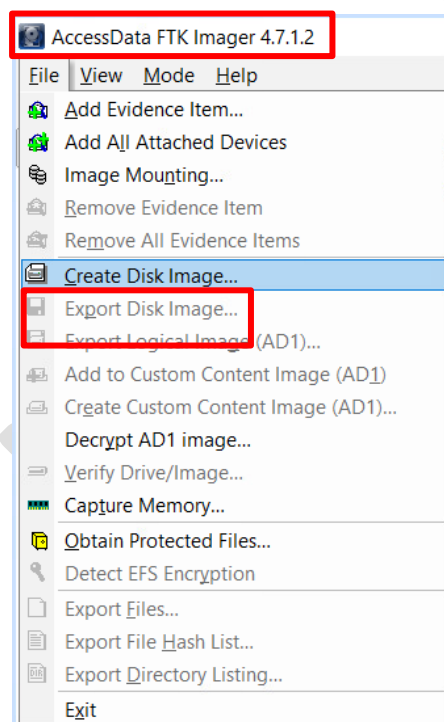 AccessData FTK Imager 4.7.1.2
File View Mode Help
Add Evidence Item...
Add All Attached Devices
Image Mounting...
Remove Evidence Item
Remove All Evidence Items
Create Disk Image...
Export Disk Image...
Export Logical Image (AD1)...
Add to Custom Content Image (AD1)
Create Custom Content Image (AD1)...
Decrypt AD1 image...
Verify Drive/Image...
Capture Memory...
Obtain Protected Files...
Detect EFS Encryption
Export Files...
Export File Hash List...
Export Directory Listing...
Exit